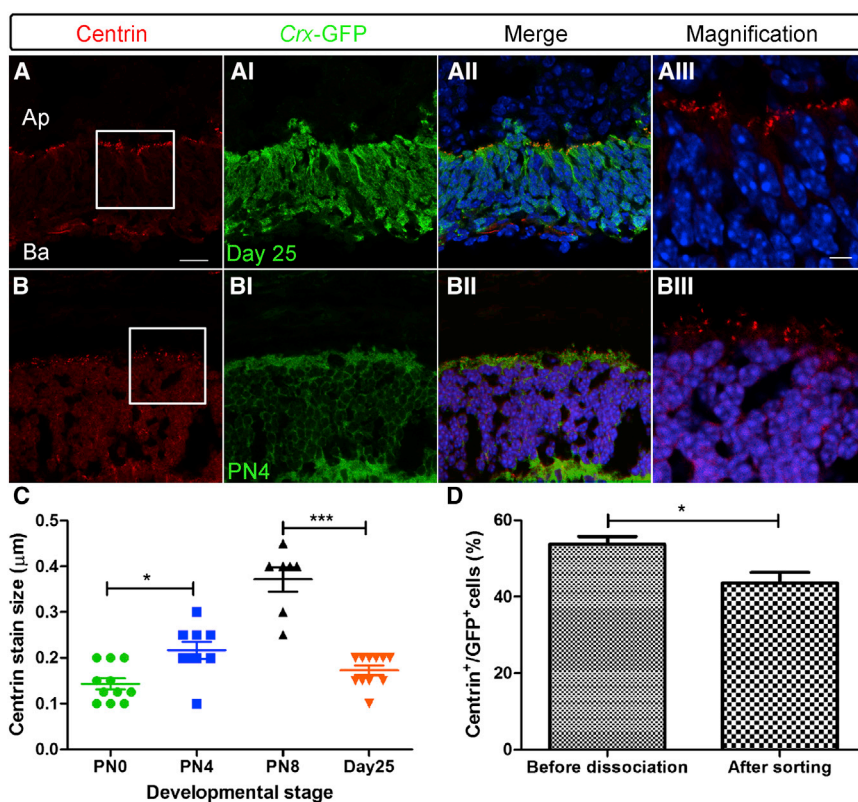 Centrin Crx-GFP Merge Magnification
A AI AII AIII
Ap
Ba
Day 25
B BI BII BIII
PN4
C
Centrin stain size (µm)
0.5
0.4
0.3
0.2
0.1
0.0
*
***
PN0 PN4 PN8 Day25
Developmental stage
D
Centrin+/GFP+cells (%)
60
40
20
0
*
Before dissociation After sorting